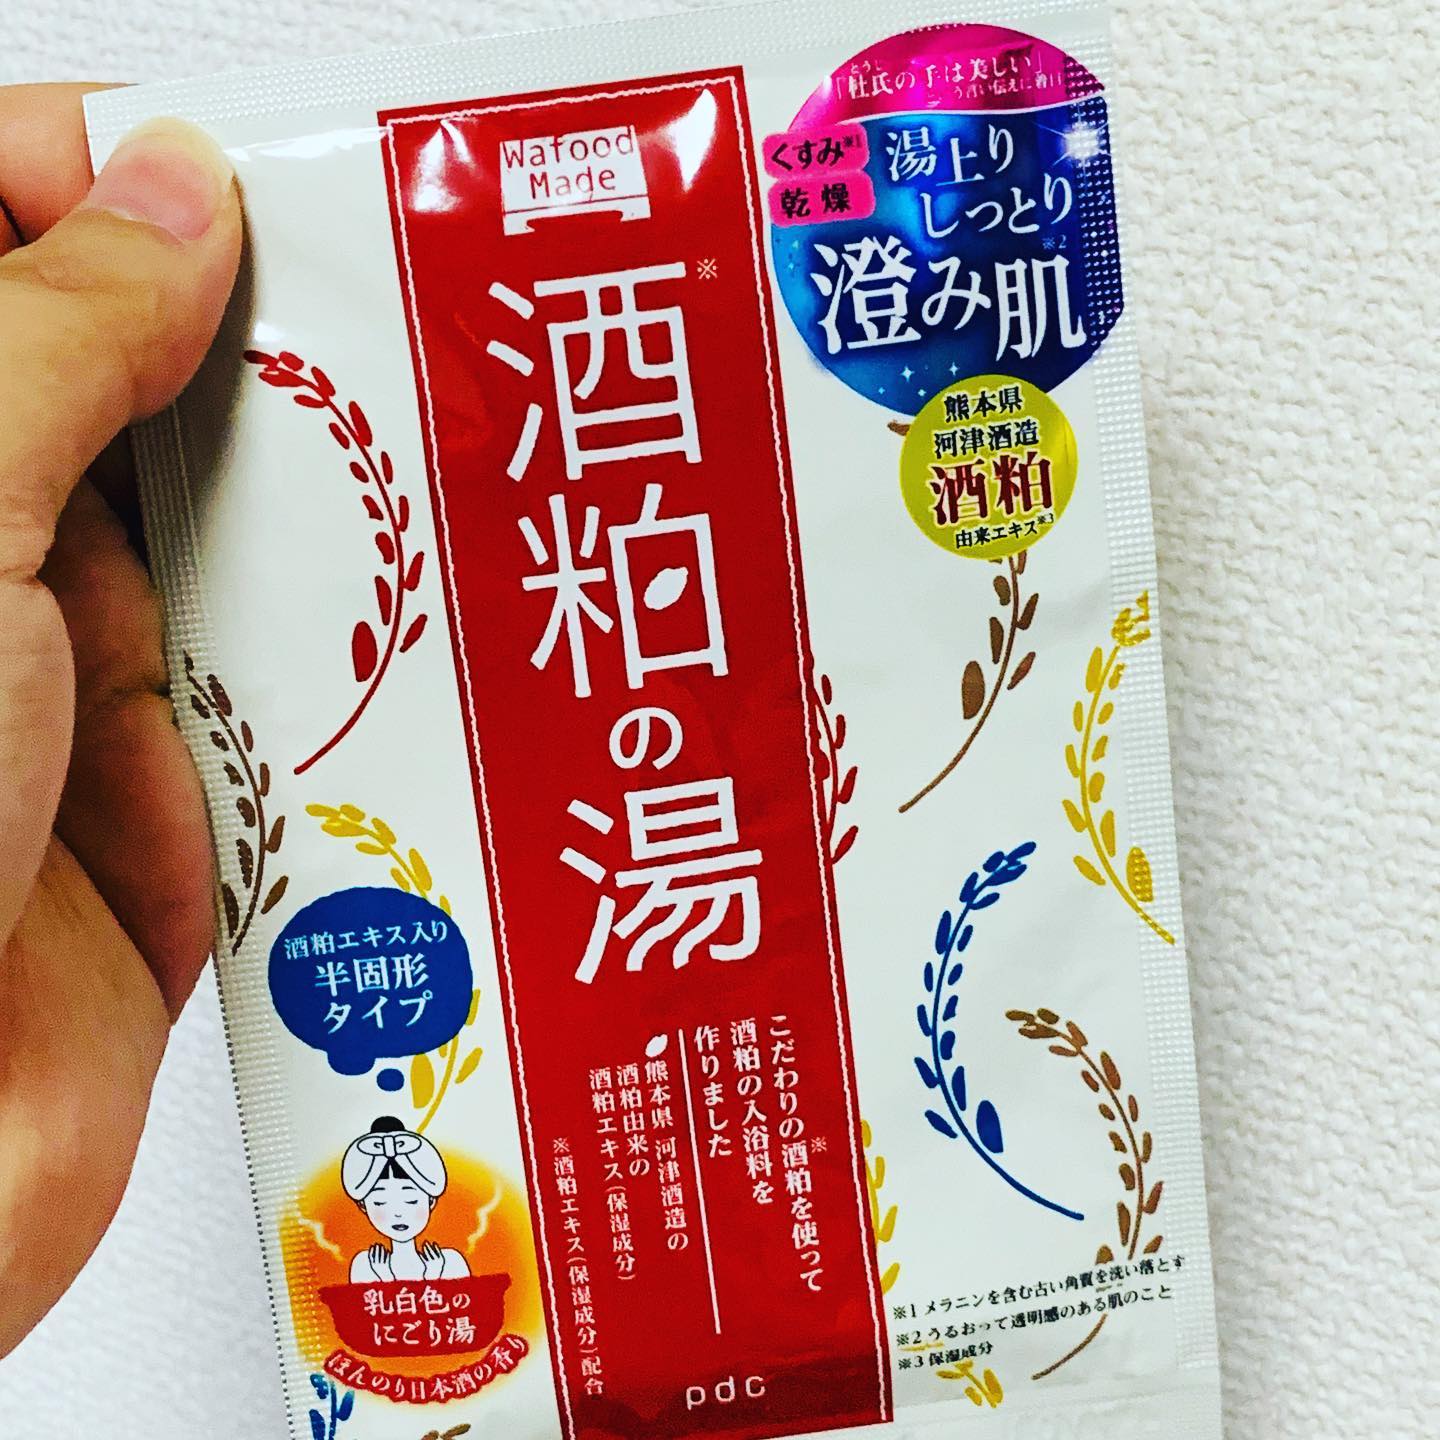 「杜氏の手は美しい」
とうじ
う言い伝えに着目
くすみ※1
乾燥
湯上り
しっとり
澄み肌※2
Wafood
Made
酒粕の湯※
熊本県
河津酒造
酒粕
由来エキス※3
酒粕エキス入り
半固形
タイプ
こだわりの酒粕※を使って
酒粕の入浴料を
作りました
熊本県 河津酒造の
酒粕由来の
酒粕エキス(保湿成分)
※酒粕エキス(保湿成分)配合
乳白色の
にごり湯
ほんのり日本酒の香り
※1 メラニンを含む古い角質を洗い落とす
※2 うるおって透明感のある肌のこと
※3 保湿成分
pdc